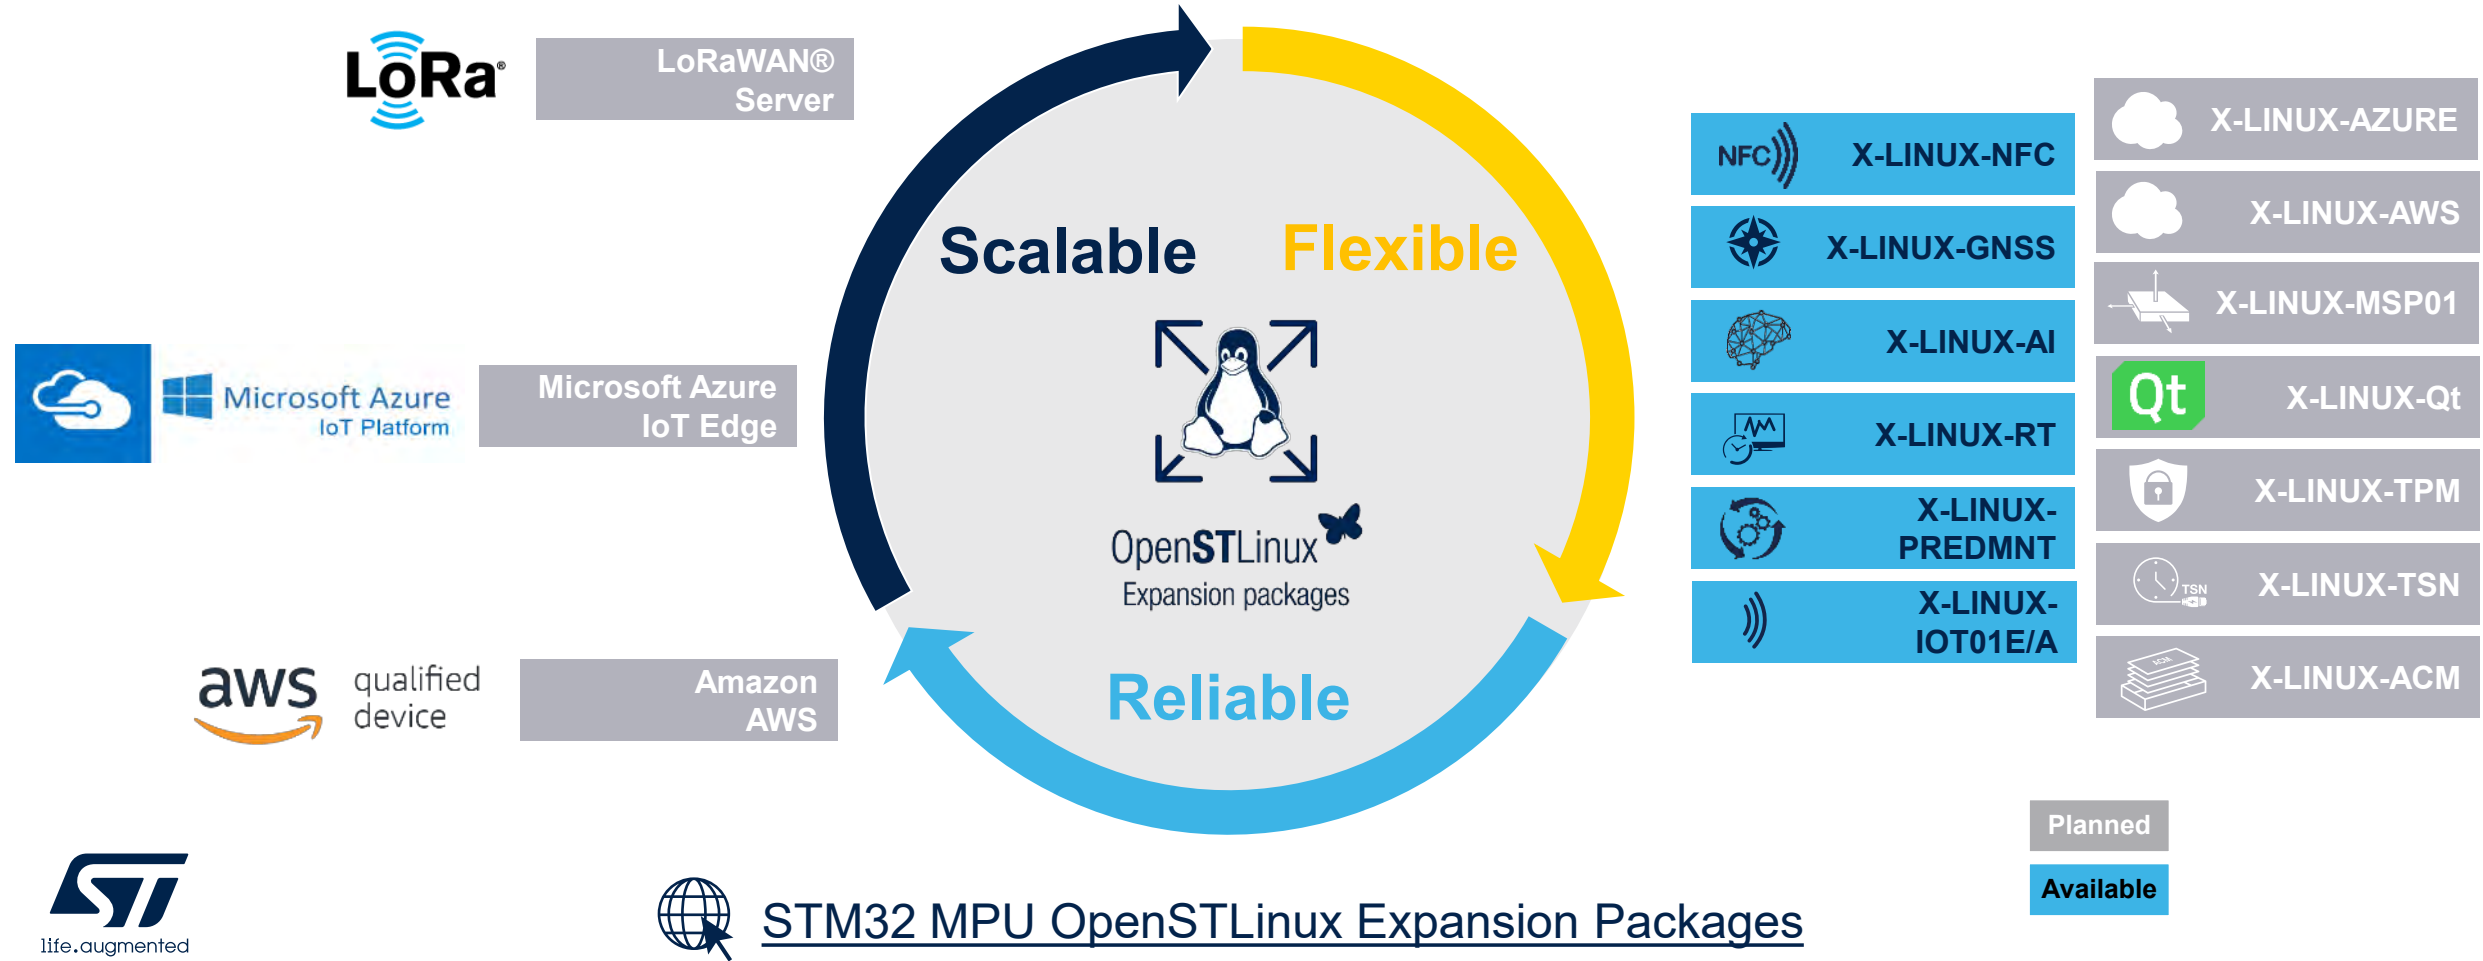 LoRa®
LoRaWAN®
Server
Microsoft Azure
IoT Platform
Microsoft Azure
IoT Edge
aws qualified
device
Amazon
AWS
Scalable
Flexible
OpenSTLinux
Expansion packages
Reliable
NFC
X-LINUX-NFC
X-LINUX-GNSS
X-LINUX-AI
X-LINUX-RT
X-LINUX-
PREDMNT
X-LINUX-
IOT01E/A
X-LINUX-AZURE
X-LINUX-AWS
X-LINUX-MSP01
Qt
X-LINUX-Qt
X-LINUX-TPM
TSN
X-LINUX-TSN
ACM
X-LINUX-ACM
Planned
Available
ST
life.augmented
STM32 MPU OpenSTLinux Expansion Packages